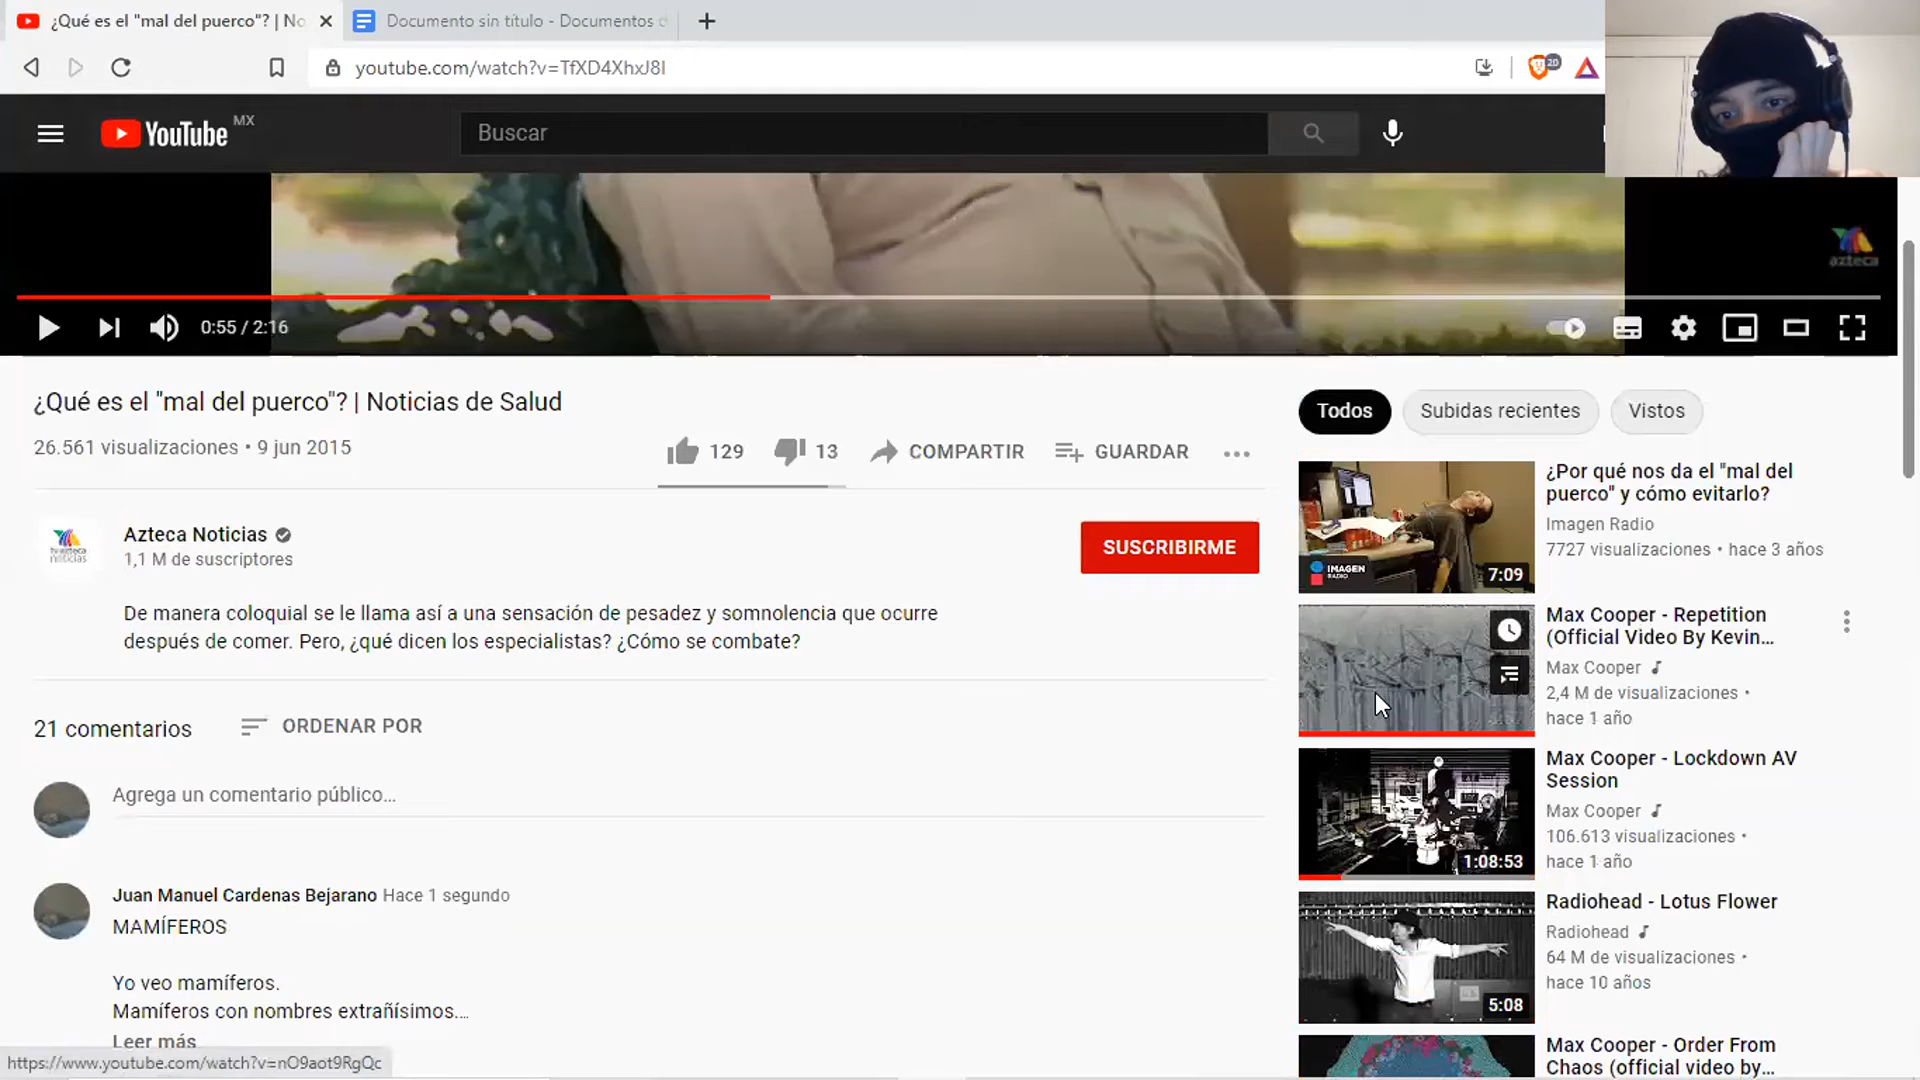 ¿Qué es el "mal del puerco"? | No
Documento sin título - Documentos d
youtube.com/watch?v=TfXD4XhxJ8I
20
YouTube MX
Buscar
azteca
0:55 / 2:16
¿Qué es el "mal del puerco"? | Noticias de Salud
26.561 visualizaciones • 9 jun 2015
129
13
COMPARTIR
GUARDAR
Azteca Noticias
1,1 M de suscriptores
tv azteca
noticias
SUSCRIBIRME
De manera coloquial se le llama así a una sensación de pesadez y somnolencia que ocurre
después de comer. Pero, ¿qué dicen los especialistas? ¿Cómo se combate?
21 comentarios
ORDENAR POR
Agrega un comentario público...
Juan Manuel Cardenas Bejarano Hace 1 segundo
MAMÍFEROS
Yo veo mamíferos.
Mamíferos con nombres extrañísimos....
Leer más
https://www.youtube.com/watch?v=nO9aot9RgQc
Todos
Subidas recientes
Vistos
IMAGEN
RADIO
7:09
¿Por qué nos da el "mal del
puerco" y cómo evitarlo?
Imagen Radio
7727 visualizaciones • hace 3 años
Max Cooper - Repetition
(Official Video By Kevin...
Max Cooper
2,4 M de visualizaciones •
hace 1 año
1:08:53
Max Cooper - Lockdown AV
Session
Max Cooper
106.613 visualizaciones •
hace 1 año
5:08
Radiohead - Lotus Flower
Radiohead
64 M de visualizaciones •
hace 10 años
Max Cooper - Order From
Chaos (official video by...